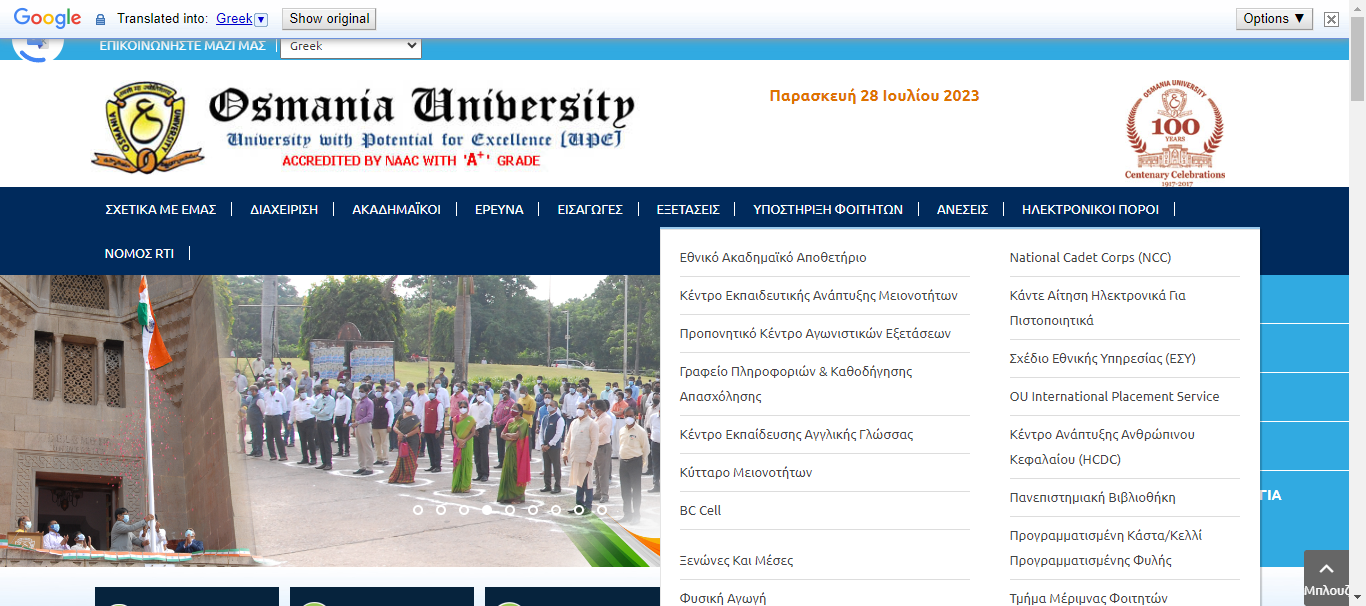 Google Translated into: Greek Show original Options ▼
ΕΠΙΚΟΙΝΩΝΗΣΤΕ ΜΑΖΙ ΜΑΣ Greek
Osmania University
University with Potential for Excellence [UPE]
ACCREDITED BY NAAC WITH 'A+' GRADE
Παρασκευή 28 Ιουλίου 2023
OSMANIA UNIVERSITY
100
YEARS
Centenary Celebrations
1917-2017
ΣΧΕΤΙΚΑ ΜΕ ΕΜΑΣ ΔΙΑΧΕΙΡΙΣΗ ΑΚΑΔΗΜΑΪΚΟΙ ΕΡΕΥΝΑ ΕΙΣΑΓΩΓΕΣ ΕΞΕΤΑΣΕΙΣ ΥΠΟΣΤΗΡΙΞΗ ΦΟΙΤΗΤΩΝ ΑΝΕΣΕΙΣ ΗΛΕΚΤΡΟΝΙΚΟΙ ΠΟΡΟΙ
ΝΟΜΟΣ RTI
Εθνικό Ακαδημαϊκό Αποθετήριο
Κέντρο Εκπαιδευτικής Ανάπτυξης Μειονοτήτων
Προπονητικό Κέντρο Αγωνιστικών Εξετάσεων
Γραφείο Πληροφοριών & Καθοδήγησης
Απασχόλησης
Κέντρο Εκπαίδευσης Αγγλικής Γλώσσας
Κύτταρο Μειονοτήτων
BC Cell
Ξενώνες Και Μέσες
Φυσική Αγωγή
National Cadet Corps (NCC)
Κάντε Αίτηση Ηλεκτρονικά Για
Πιστοποιητικά
Σχέδιο Εθνικής Υπηρεσίας (ΕΣΥ)
OU International Placement Service
Κέντρο Ανάπτυξης Ανθρώπινου
Κεφαλαίου (HCDC)
Πανεπιστημιακή Βιβλιοθήκη
Προγραμματισμένη Κάστα/Κελλί
Προγραμματισμένης Φυλής
Τμήμα Μέριμνας Φοιτητών
ΓΙΑ
Μπλουζ